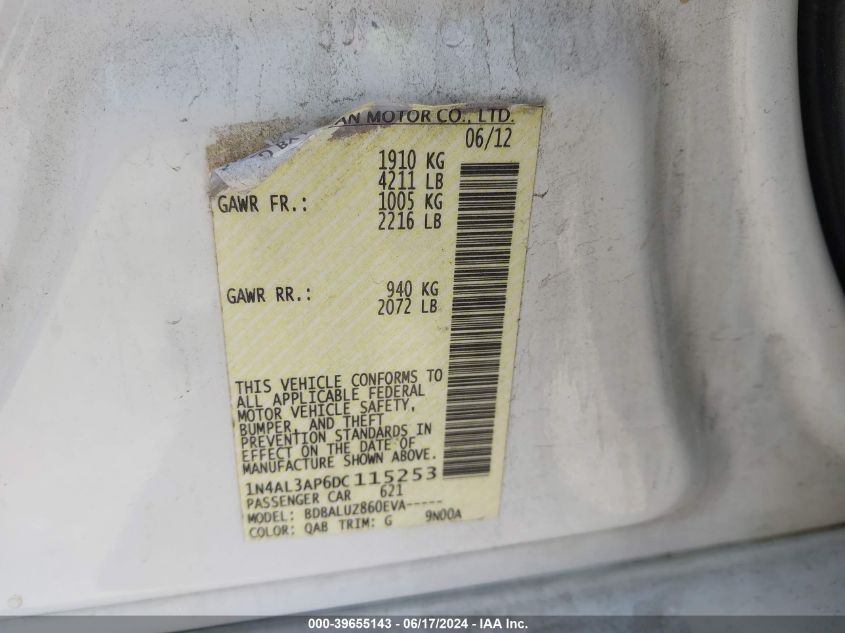 AN MOTOR CO., LTD.
06/12
1910 KG
4211 LB
GAWR FR.: 1005 KG
2216 LB
GAWR RR.: 940 KG
2072 LB
THIS VEHICLE CONFORMS TO
ALL APPLICABLE FEDERAL
MOTOR VEHICLE SAFETY,
BUMPER, AND THEFT
PREVENTION STANDARDS IN
EFFECT ON THE DATE OF
MANUFACTURE SHOWN ABOVE.
1N4AL3AP6DC115253
PASSENGER CAR 621
MODEL: BDBALUZ860EVA-----
COLOR: QAB TRIM: G 9N00A
000-39655143 - 06/17/2024 - IAA Inc.